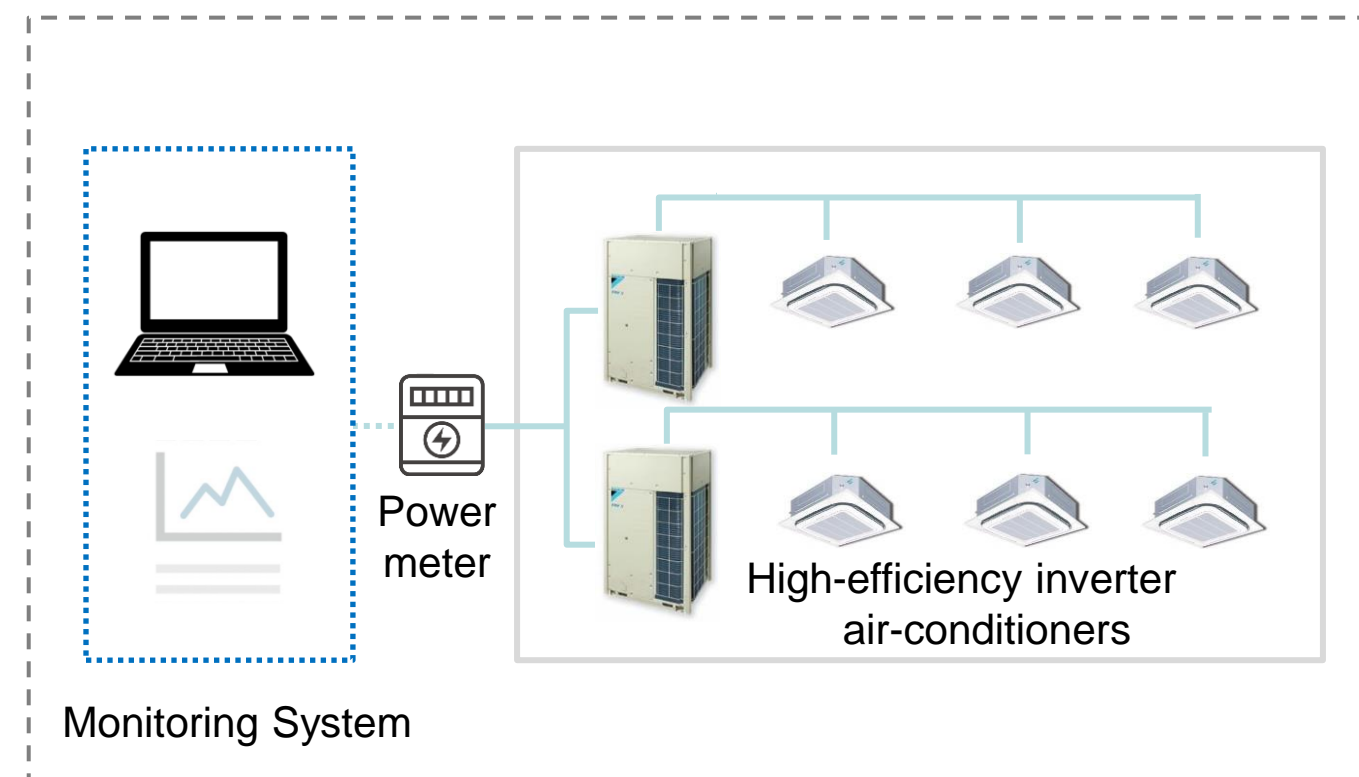 Power
meter
High-efficiency inverter
air-conditioners
Monitoring System